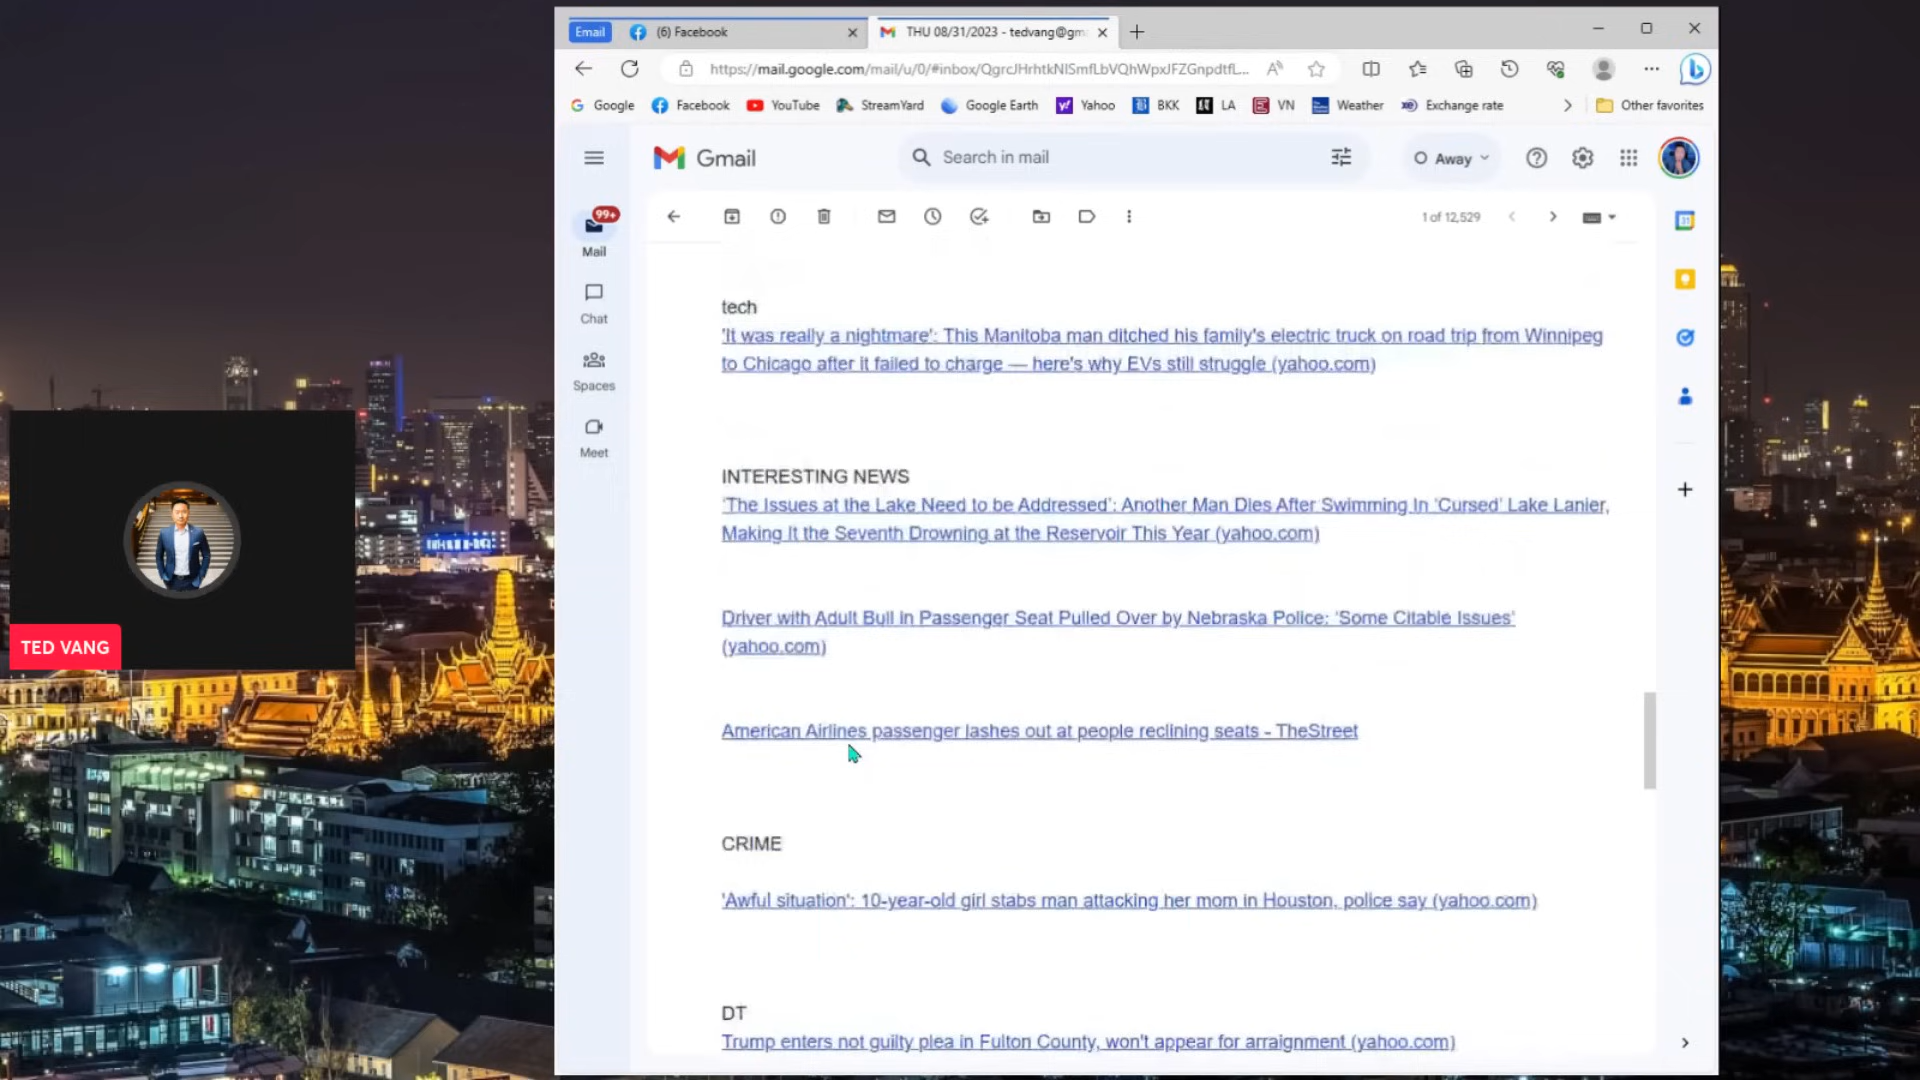 Email
(6) Facebook
THU 08/31/2023 - tedvang@gm
https://mail.google.com/mail/u/0/#inbox/QgrcJHrhtkNlSmfLbVQhWpxJFZGnpdtfL...
Google
Facebook
YouTube
StreamYard
Google Earth
Yahoo
BKK
LA
VN
Weather
Exchange rate
Other favorites
Gmail
Search in mail
Away
99+
Mail
Chat
Spaces
Meet
1 of 12,529
tech
'It was really a nightmare': This Manitoba man ditched his family's electric truck on road trip from Winnipeg
to Chicago after it failed to charge — here's why EVs still struggle (yahoo.com)
INTERESTING NEWS
'The Issues at the Lake Need to be Addressed': Another Man Dies After Swimming In 'Cursed' Lake Lanier,
Making It the Seventh Drowning at the Reservoir This Year (yahoo.com)
Driver with Adult Bull in Passenger Seat Pulled Over by Nebraska Police: 'Some Citable Issues'
(yahoo.com)
American Airlines passenger lashes out at people reclining seats - TheStreet
CRIME
'Awful situation': 10-year-old girl stabs man attacking her mom in Houston, police say (yahoo.com)
DT
Trump enters not guilty plea in Fulton County, won't appear for arraignment (yahoo.com)
TED VANG